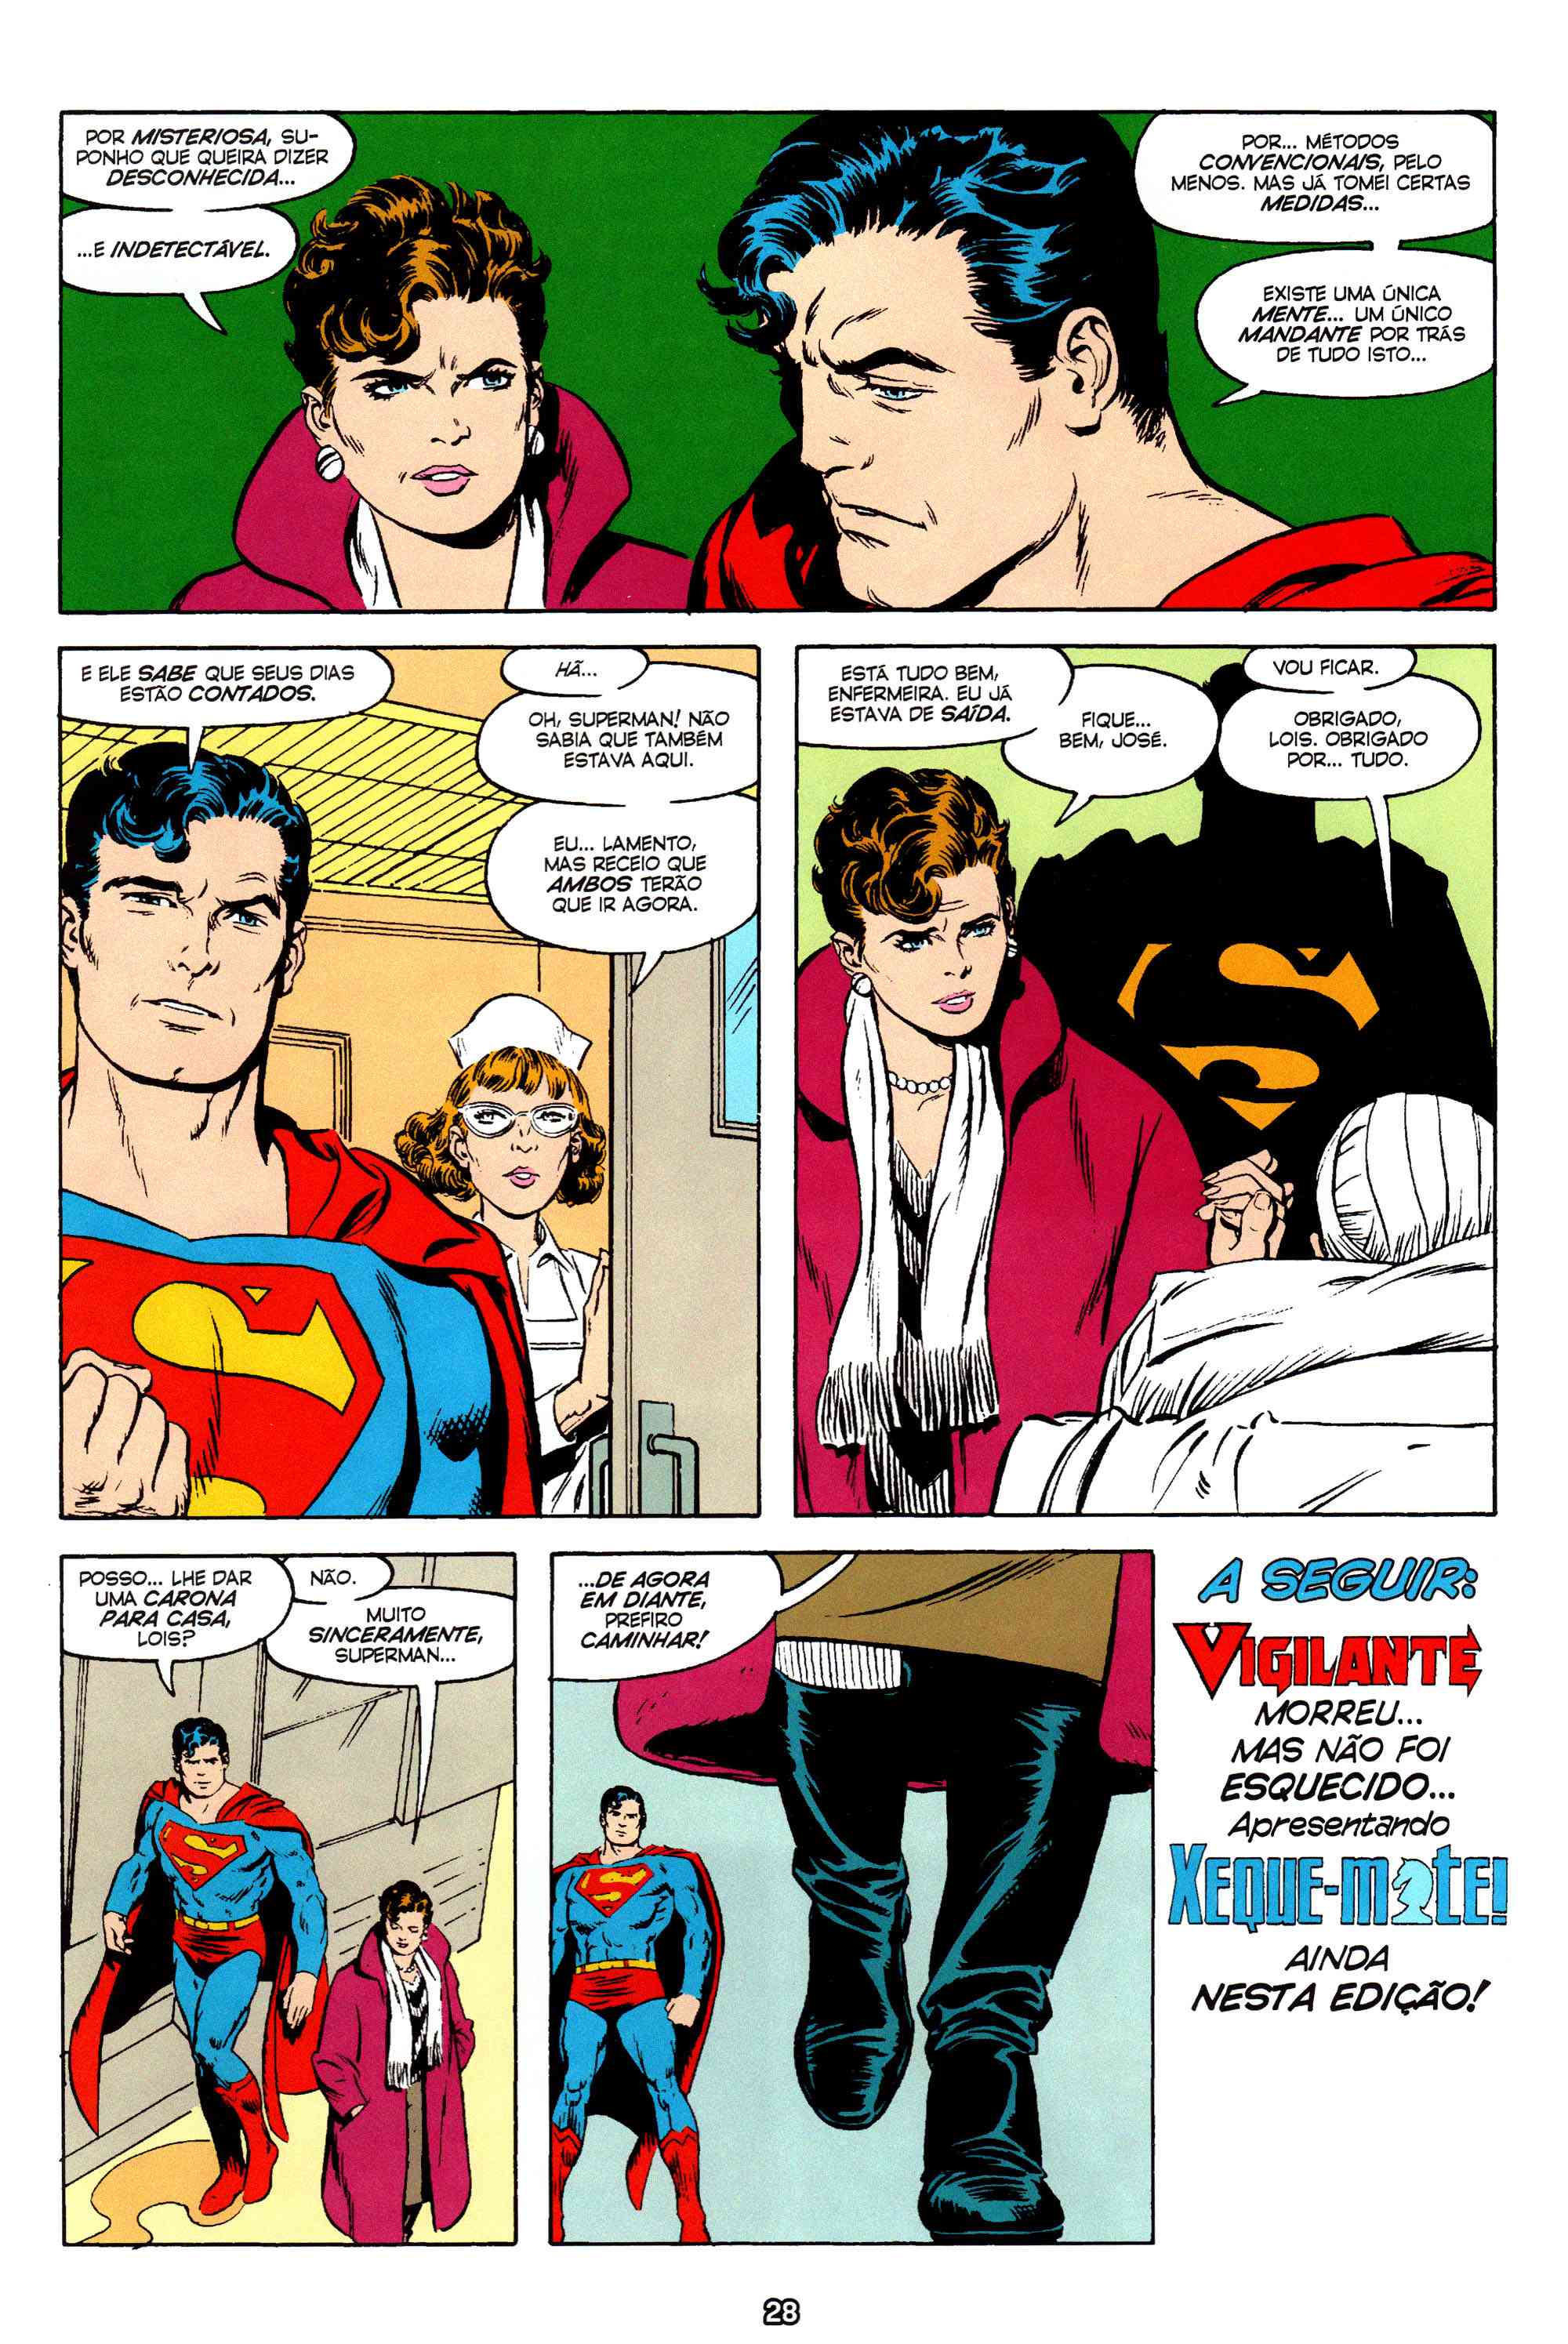 POR MISTERIOSA, SU-
PONHO QUE QUEIRA DIZER
DESCONHECIDA...
...E INDETECTÁVEL.
POR... MÉTODOS
CONVENCIONAIS, PELO
MENOS. MAS JÁ TOMEI CERTAS
MEDIDAS...
EXISTE UMA ÚNICA
MENTE... UM ÚNICO
MANDANTE POR TRÁS
DE TUDO ISTO...
E ELE SABE QUE SEUS DIAS
ESTÃO CONTADOS.
HÃ...
OH, SUPERMAN! NÃO
SABIA QUE TAMBÉM
ESTAVA AQUI.
EU... LAMENTO,
MAS RECEIO QUE
AMBOS TERÃO
QUE IR AGORA.
ESTÁ TUDO BEM,
ENFERMEIRA. EU JÁ
ESTAVA DE SAÍDA.
FIQUE...
BEM, JOSÉ.
VOU FICAR.
OBRIGADO,
LOIS. OBRIGADO
POR... TUDO.
POSSO... LHE DAR
UMA CARONA
PARA CASA,
LOIS?
NÃO.
MUITO
SINCERAMENTE,
SUPERMAN...
...DE AGORA
EM DIANTE,
PREFIRO
CAMINHAR!
A SEGUIR:
VIGILANTE
MORREU...
MAS NÃO FOI
ESQUECIDO...
Apresentando
XEQUE-MATE!
AINDA
NESTA EDIÇÃO!
28